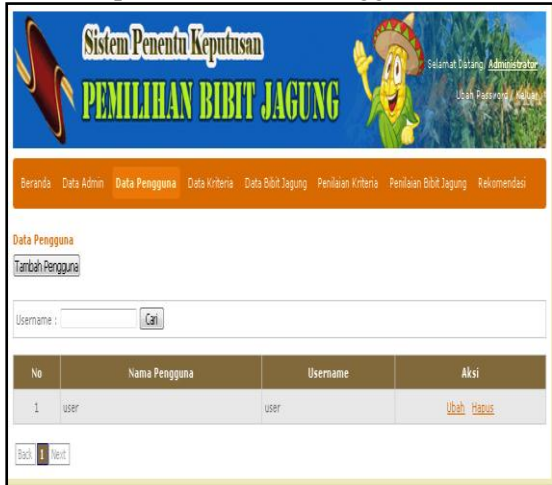 Sistem Penentu Keputusan
PEMILIHAN BIBIT JAGUNG
Selamat Datang, Administrator
Ubah Password / Keluar
Beranda Data Admin Data Pengguna Data Kriteria Data Bibit Jagung Penilaian Kriteria Penilaian Bibit Jagung Rekomendasi
Data Pengguna
Tambah Pengguna
Username : Cari
No Nama Pengguna Username Aksi
1 user user Ubah Hapus
Back 1 Next